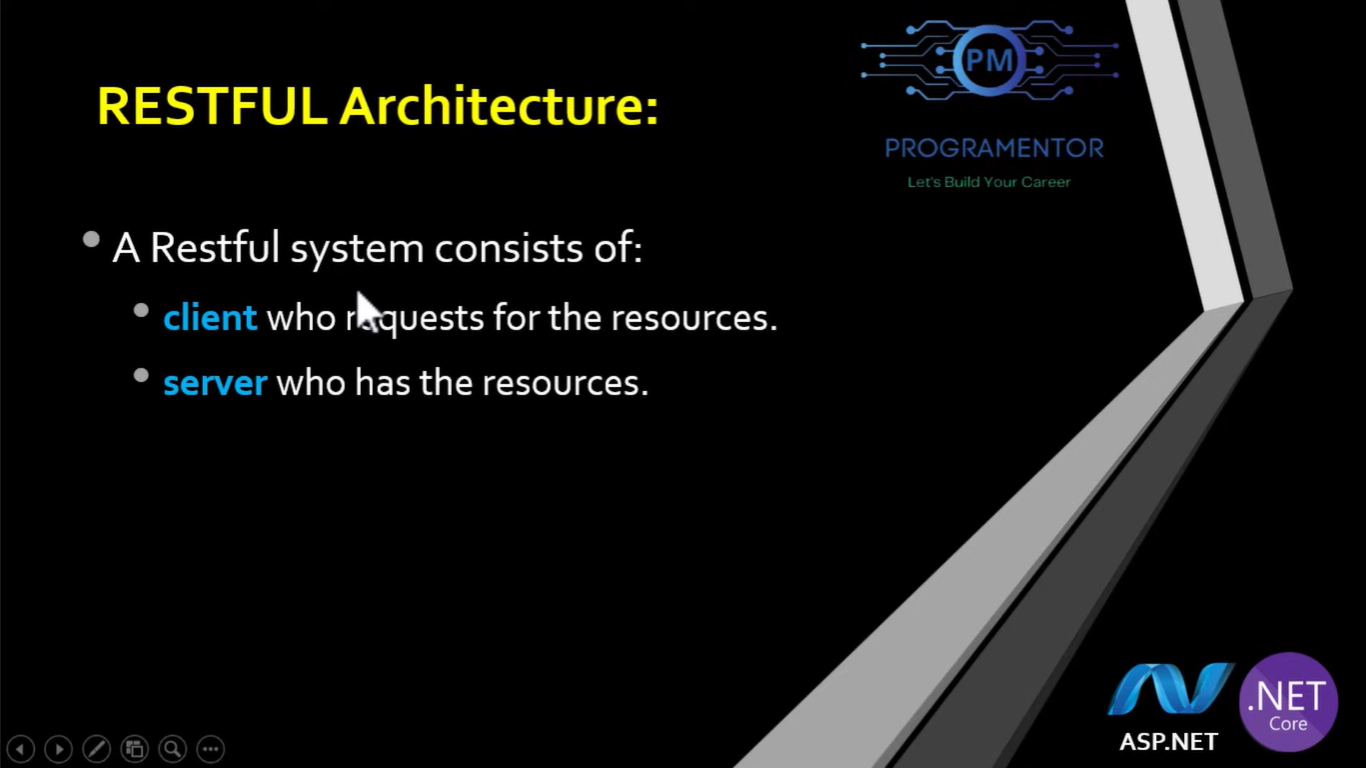 PM
RESTFUL Architecture:
PROGRAMENTOR
Let's Build Your Career
A Restful system consists of:
client who requests for the resources.
server who has the resources.
ASP.NET
.NET
Core